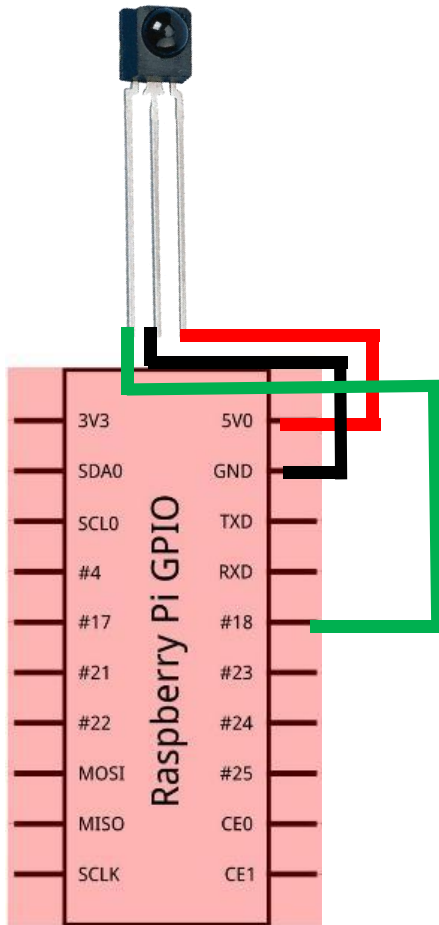 3V3 5V0
SDA0 GND
SCL0 TXD
#4 RXD
#17 #18
#21 #23
#22 #24
MOSI #25
MISO CE0
SCLK CE1
Raspberry Pi GPIO